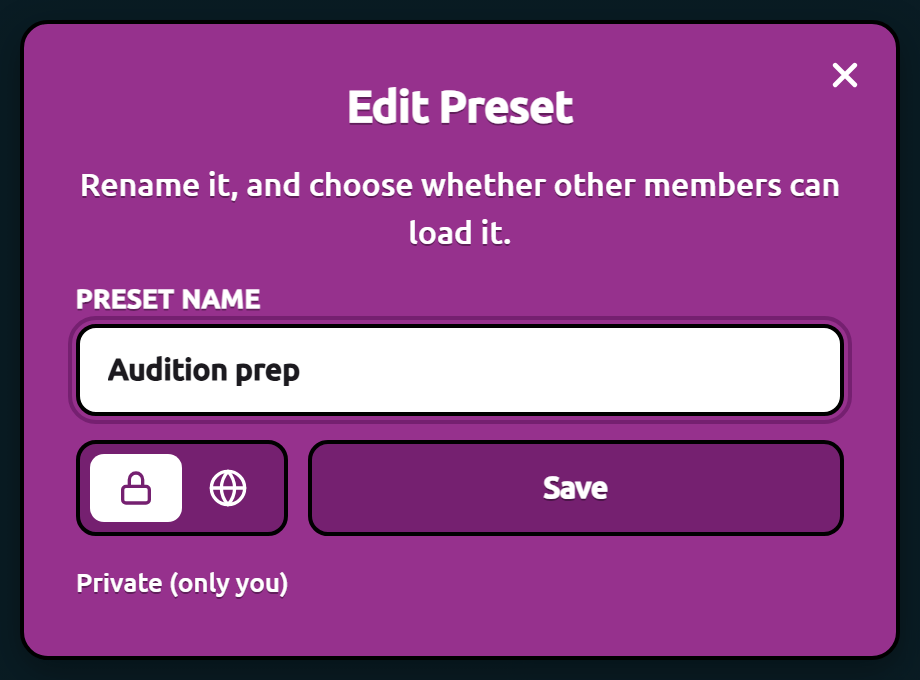 Edit Preset
Rename it, and choose whether other members can
load it.
PRESET NAME
Audition prep
Save
Private (only you)